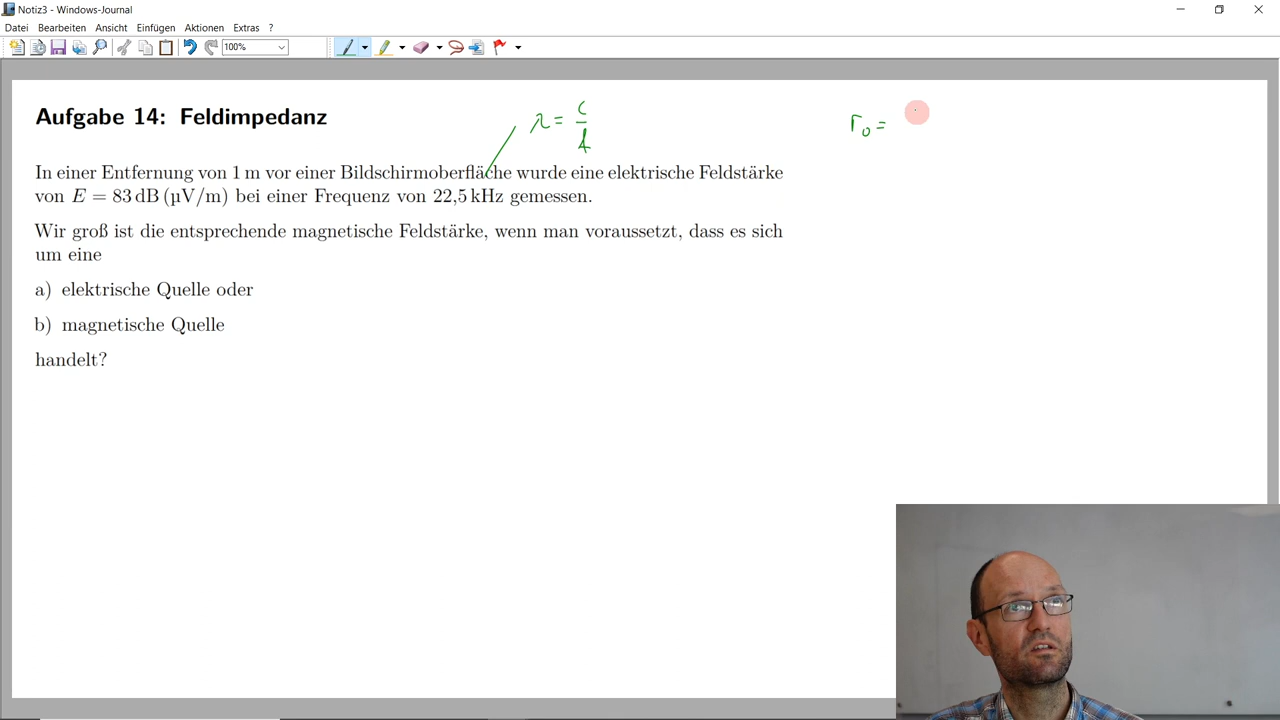 Notiz3 - Windows-Journal
Datei Bearbeiten Ansicht Einfügen Aktionen Extras ?
100%
Aufgabe 14: Feldimpedanz
λ = c/f
r₀ =
In einer Entfernung von 1 m vor einer Bildschirmoberfläche wurde eine elektrische Feldstärke
von E = 83 dB (µV/m) bei einer Frequenz von 22,5 kHz gemessen.
Wir groß ist die entsprechende magnetische Feldstärke, wenn man voraussetzt, dass es sich
um eine
a) elektrische Quelle oder
b) magnetische Quelle
handelt?